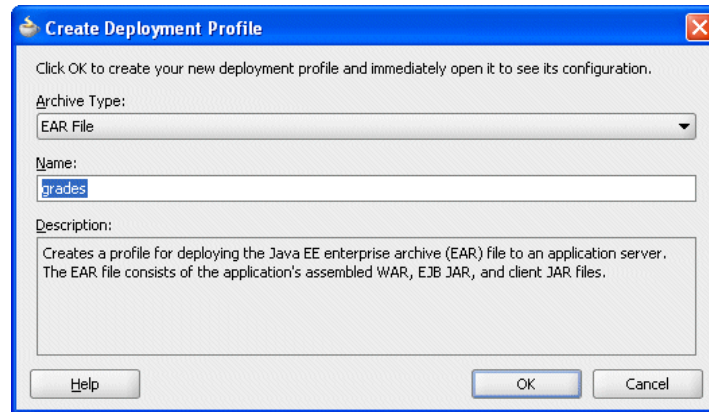 Create Deployment Profile
Click OK to create your new deployment profile and immediately open it to see its configuration.
Archive Type:
EAR File
Name:
grades
Description:
Creates a profile for deploying the Java EE enterprise archive (EAR) file to an application server.
The EAR file consists of the application's assembled WAR, EJB JAR, and client JAR files.
Help OK Cancel